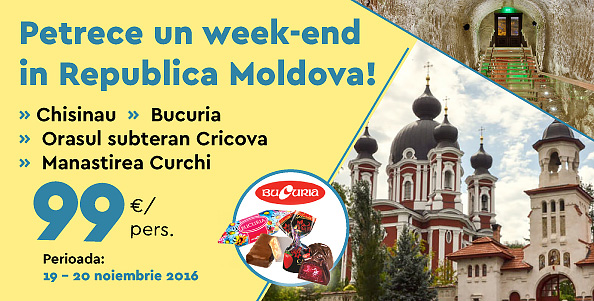 Petrece un week-end
in Republica Moldova!
» Chisinau » Bucuria
» Orasul subteran Cricova
» Manastirea Curchi
99 €/
pers.
Perioada:
19 – 20 noiembrie 2016
BUCURIA
BUCURIA